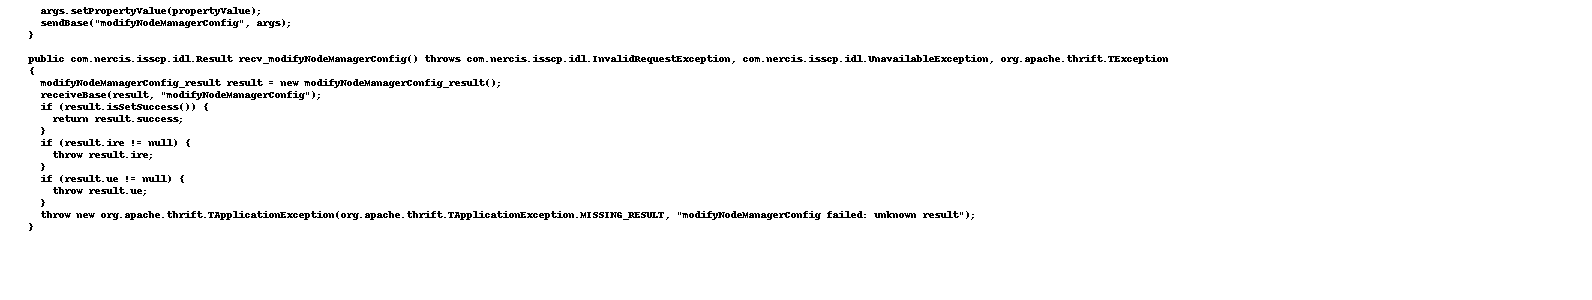 args.setPropertyValue(propertyValue);
sendBase("modifyNodeManagerConfig", args);
}
public com.nercis.isscp.idl.Result recv_modifyNodeManagerConfig() throws com.nercis.isscp.idl.InvalidRequestException, com.nercis.isscp.idl.UnavailableException, org.apache.thrift.TException
{
modifyNodeManagerConfig_result result = new modifyNodeManagerConfig_result();
receiveBase(result, "modifyNodeManagerConfig");
if (result.isSetSuccess()) {
return result.success;
}
if (result.ire != null) {
throw result.ire;
}
if (result.ue != null) {
throw result.ue;
}
throw new org.apache.thrift.TApplicationException(org.apache.thrift.TApplicationException.MISSING_RESULT, "modifyNodeManagerConfig failed: unknown result");
}